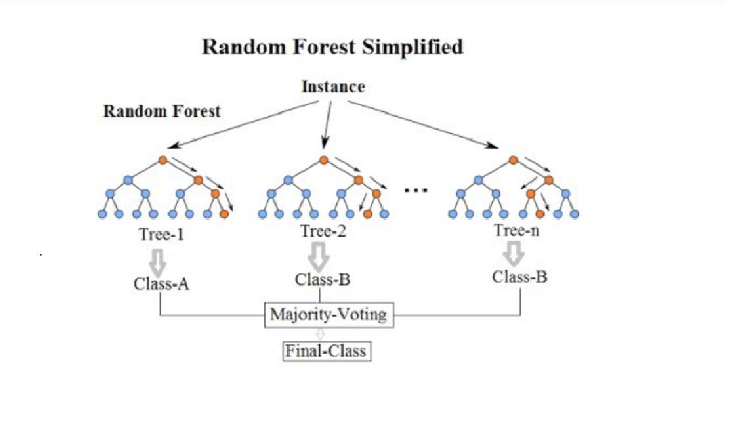 Random Forest Simplified
Instance
Random Forest
...
Tree-1 Tree-2 Tree-n
Class-A Class-B Class-B
Majority-Voting
Final-Class